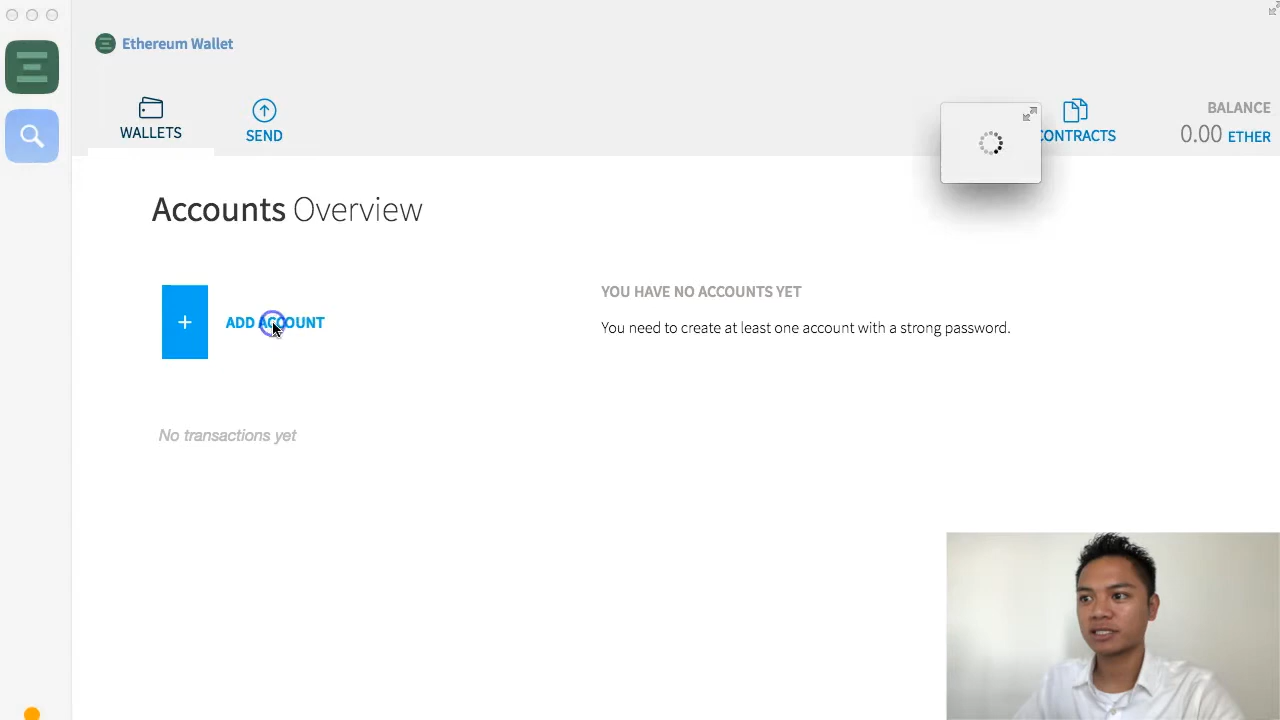 Ethereum Wallet
WALLETS
SEND
CONTRACTS
BALANCE
0.00 ETHER
Accounts Overview
ADD ACCOUNT
YOU HAVE NO ACCOUNTS YET
You need to create at least one account with a strong password.
No transactions yet